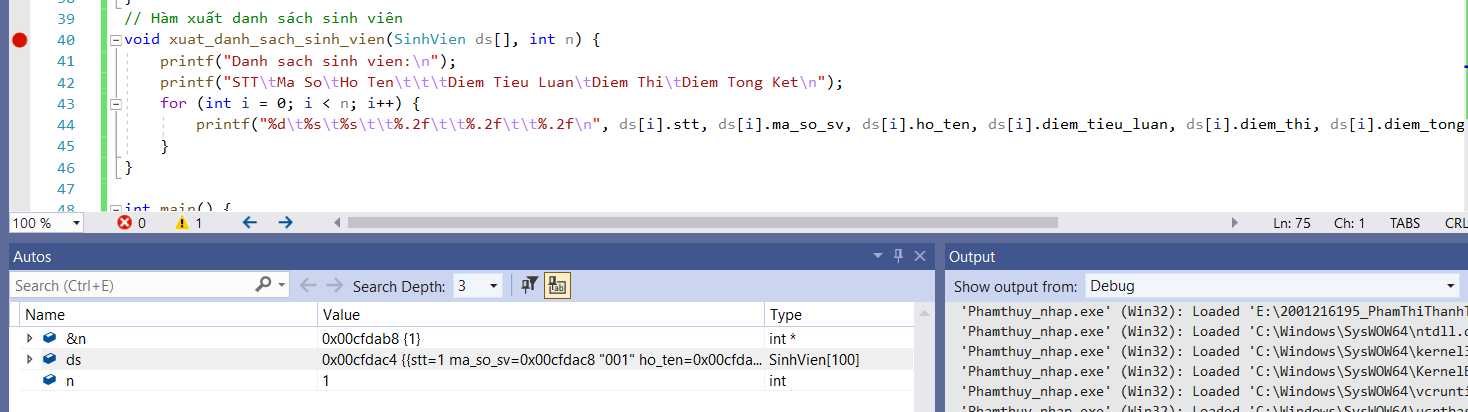 39 // Hàm xuất danh sách sinh viên
40 void xuat_danh_sach_sinh_vien(SinhVien ds[], int n) {
41 printf("Danh sach sinh vien:\n");
42 printf("STT\tMa So\tHo Ten\t\t\tDiem Tieu Luan\tDiem Thi\tDiem Tong Ket\n");
43 for (int i = 0; i < n; i++) {
44 printf("%d\t%s\t%s\t\t%.2f\t\t%.2f\t\t%.2f\n", ds[i].stt, ds[i].ma_so_sv, ds[i].ho_ten, ds[i].diem_tieu_luan, ds[i].diem_thi, ds[i].diem_tong
45 }
46 }
47
48 int main() {
100 % 0 1 Ln: 75 Ch: 1 TABS CRL
Autos
Search (Ctrl+E) Search Depth: 3
Name Value Type
&n 0x00cfdab8 {1} int *
ds 0x00cfdac4 {{stt=1 ma_so_sv=0x00cfdac8 "001" ho_ten=0x00cfda... SinhVien[100]
n 1 int
Output
Show output from: Debug
'Phamthuy_nhap.exe' (Win32): Loaded 'E:\2001216195_PhamThiThanhT
'Phamthuy_nhap.exe' (Win32): Loaded 'C:\Windows\SysWOW64\ntdll.d
'Phamthuy_nhap.exe' (Win32): Loaded 'C:\Windows\SysWOW64\kernel3
'Phamthuy_nhap.exe' (Win32): Loaded 'C:\Windows\SysWOW64\KernelB
'Phamthuy_nhap.exe' (Win32): Loaded 'C:\Windows\SysWOW64\vcrunti
'Phamthuy_nhap.exe' (Win32): Loaded 'C:\Windows\SysWOW64\ucrtbas